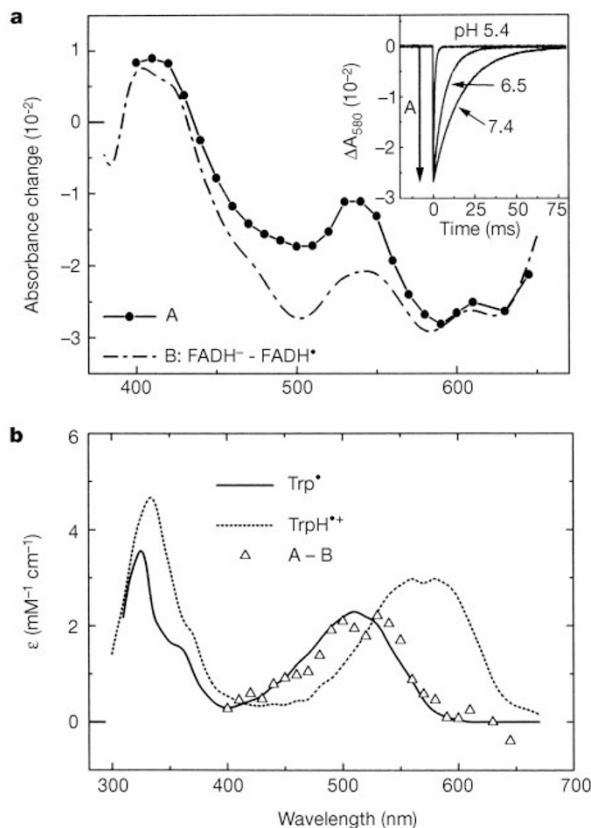 a
Absorbance change (10⁻²)
1
0
−1
−2
−3
400
500
600
A
B: FADH⁻ - FADH•
ΔA₅₈₀ (10⁻²)
0
−1
−2
−3
pH 5.4
6.5
7.4
A
0
25
50
75
Time (ms)
b
ε (mM⁻¹ cm⁻¹)
6
4
2
0
Trp•
TrpH•⁺
A – B
300
400
500
600
700
Wavelength (nm)